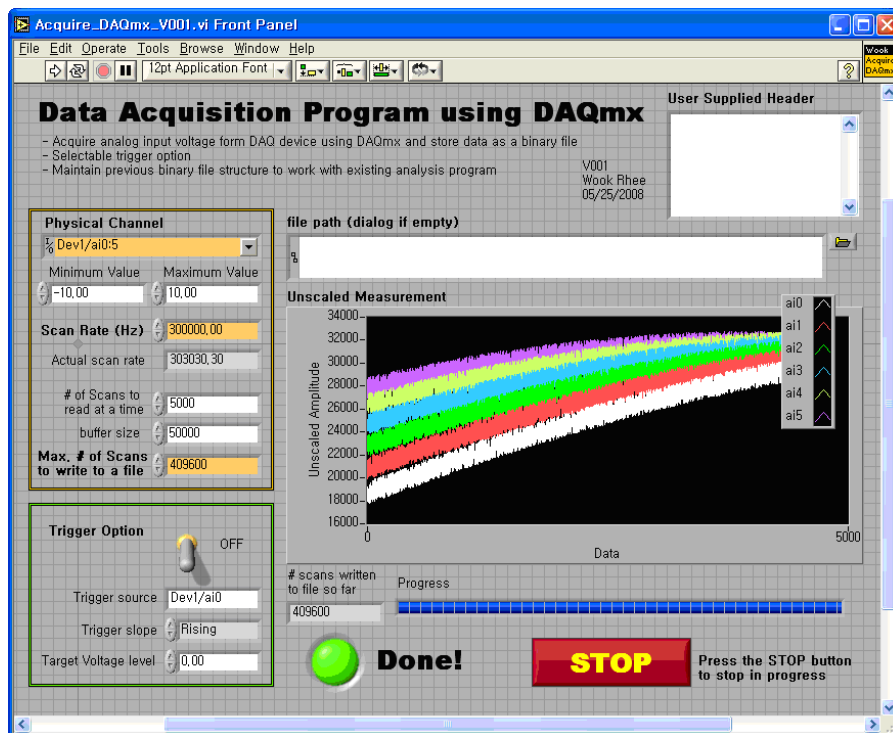 Acquire_DAQmx_V001.vi Front Panel
File Edit Operate Tools Browse Window Help
12pt Application Font
Wook
Acquire
DAQmx
Data Acquisition Program using DAQmx
- Acquire analog input voltage form DAQ device using DAQmx and store data as a binary file
- Selectable trigger option
- Maintain previous binary file structure to work with existing analysis program
V001
Wook Rhee
05/25/2008
User Supplied Header
Physical Channel
Dev1/ai0:5
Minimum Value Maximum Value
-10,00 10,00
Scan Rate (Hz) 300000,00
Actual scan rate 303030,30
# of Scans to
read at a time 5000
buffer size 50000
Max. # of Scans
to write to a file 409600
file path (dialog if empty)
Unscaled Measurement
34000
32000
30000
28000
26000
24000
22000
20000
18000
16000
Unscaled Amplitude
0 5000
Data
ai0
ai1
ai2
ai3
ai4
ai5
Trigger Option
OFF
Trigger source Dev1/ai0
Trigger slope Rising
Target Voltage level 0,00
# scans written
to file so far
409600
Progress
Done!
STOP
Press the STOP button
to stop in progress